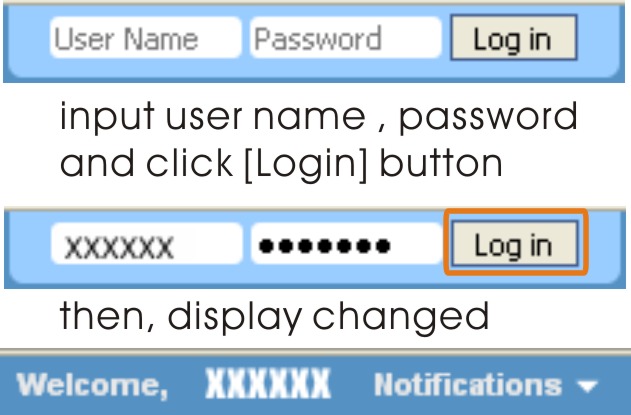 User Name Password Log in
input user name , password
and click [Login] button
XXXXXX ●●●●●●● Log in
then, display changed
Welcome, XXXXXX Notifications